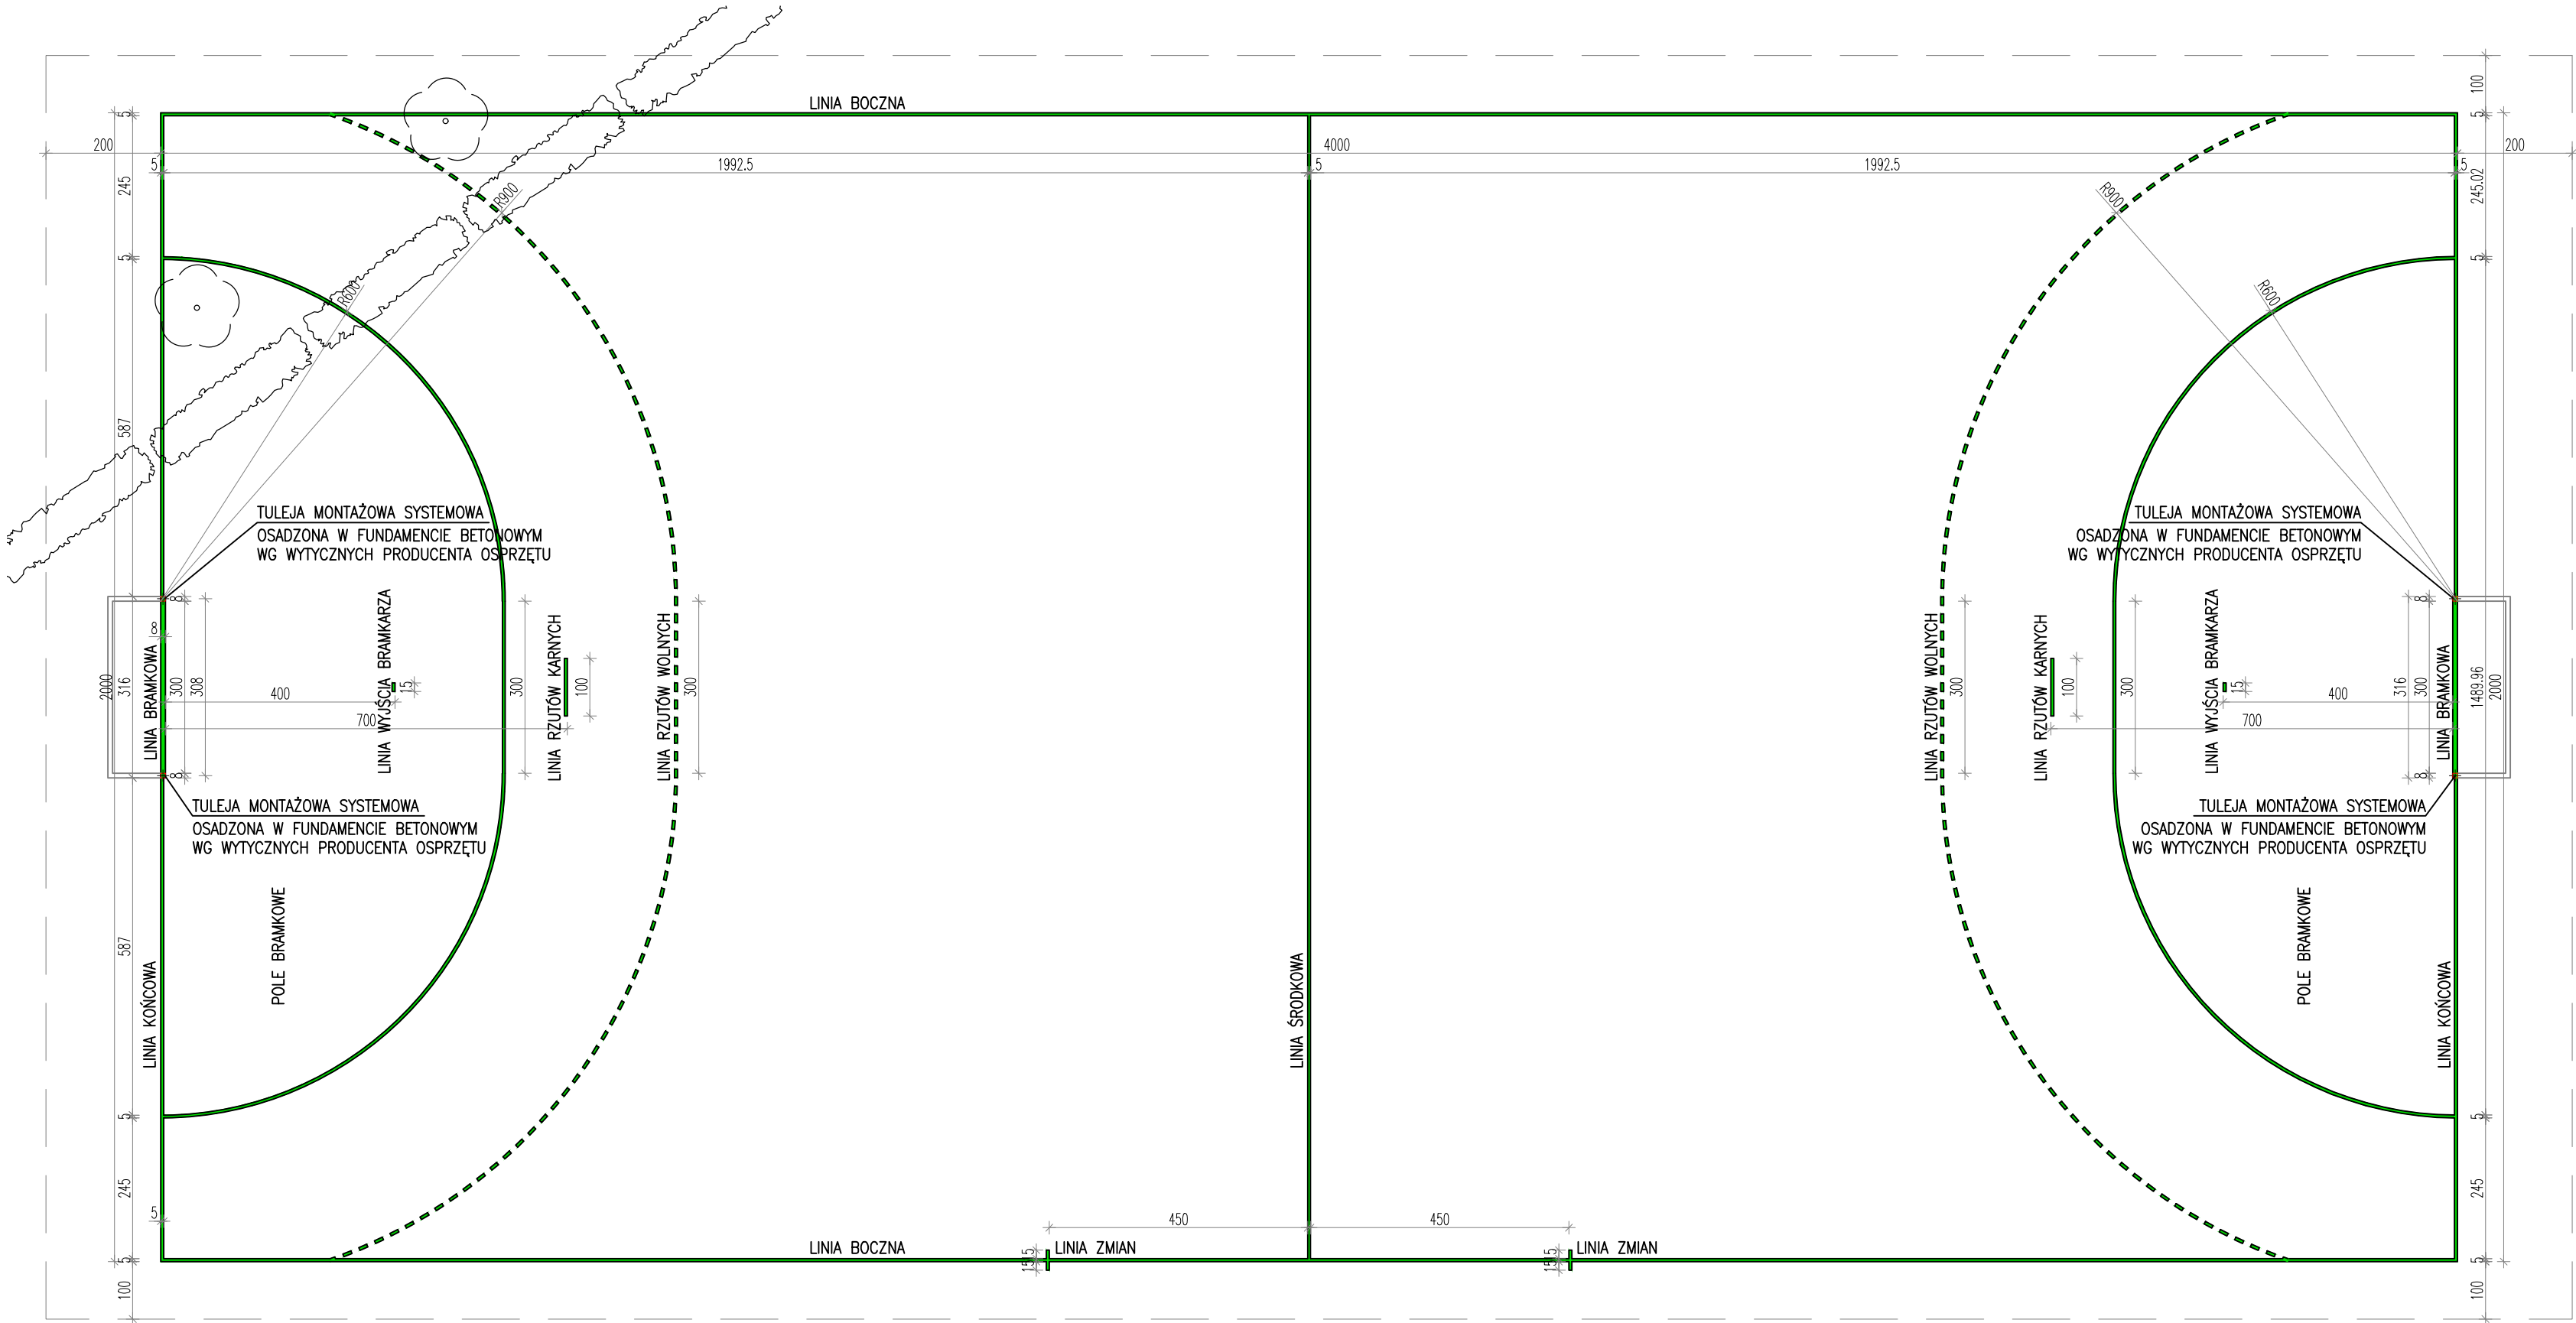 LINIA BOCZNA
100
5
5
200
4000
200
5
1992.5
5
1992.5
5
245
245.02
R900
R900
5
5
R600
R600
587
TULEJA MONTAŻOWA SYSTEMOWA
OSADZONA W FUNDAMENCIE BETONOWYM
WG WYTYCZNYCH PRODUCENTA OSPRZĘTU
TULEJA MONTAŻOWA SYSTEMOWA
OSADZONA W FUNDAMENCIE BETONOWYM
WG WYTYCZNYCH PRODUCENTA OSPRZĘTU
8
8
8
2000
316
LINIA BRAMKOWA
300
308
400
700
LINIA WYJŚCIA BRAMKARZA
15
300
LINIA RZUTÓW KARNYCH
100
LINIA RZUTÓW WOLNYCH
300
LINIA RZUTÓW WOLNYCH
300
LINIA RZUTÓW KARNYCH
100
300
LINIA WYJŚCIA BRAMKARZA
15
400
700
316
300
LINIA BRAMKOWA
1489.96
2000
8
8
TULEJA MONTAŻOWA SYSTEMOWA
OSADZONA W FUNDAMENCIE BETONOWYM
WG WYTYCZNYCH PRODUCENTA OSPRZĘTU
TULEJA MONTAŻOWA SYSTEMOWA
OSADZONA W FUNDAMENCIE BETONOWYM
WG WYTYCZNYCH PRODUCENTA OSPRZĘTU
587
LINIA KOŃCOWA
POLE BRAMKOWE
LINIA ŚRODKOWA
POLE BRAMKOWE
LINIA KOŃCOWA
5
5
245
245
5
450
450
LINIA BOCZNA
LINIA ZMIAN
LINIA ZMIAN
1515
1515
5
5
100
100